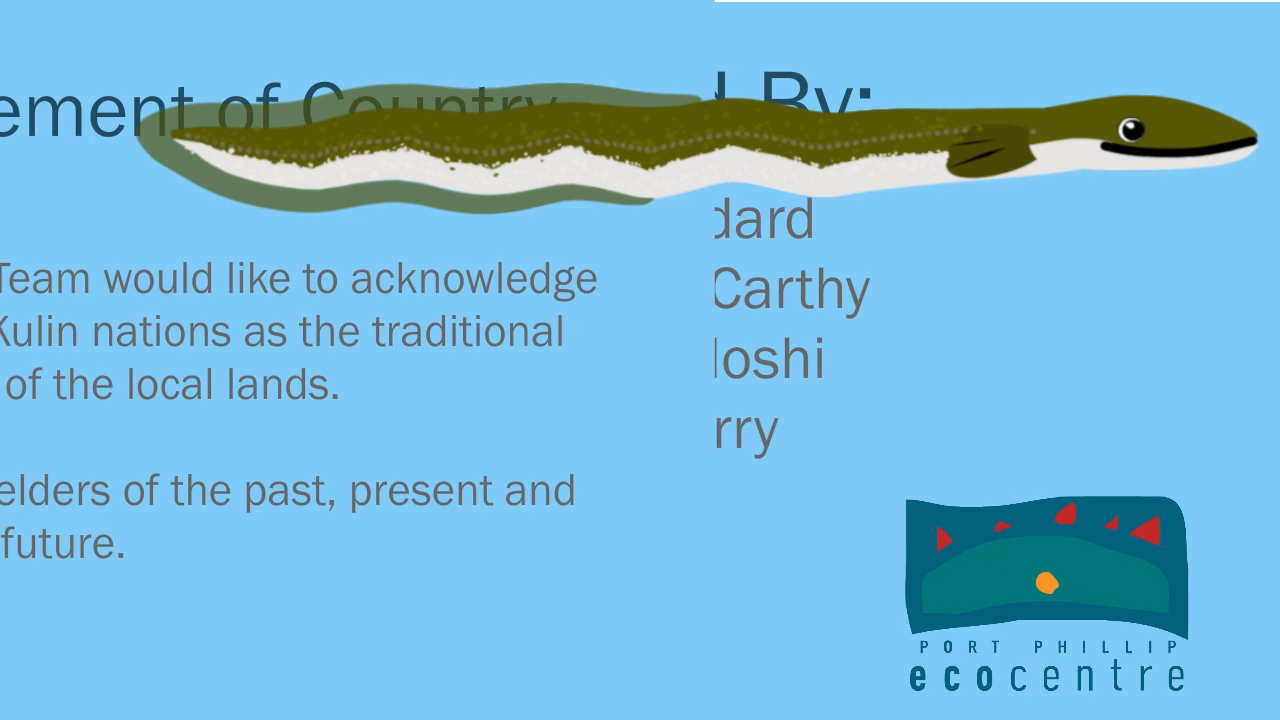 ement of Country
Team would like to acknowledge
Kulin nations as the traditional
of the local lands.
elders of the past, present and
future.
d By:
dard
Carthy
Joshi
rry
PORT PHILLIP
ecocentre